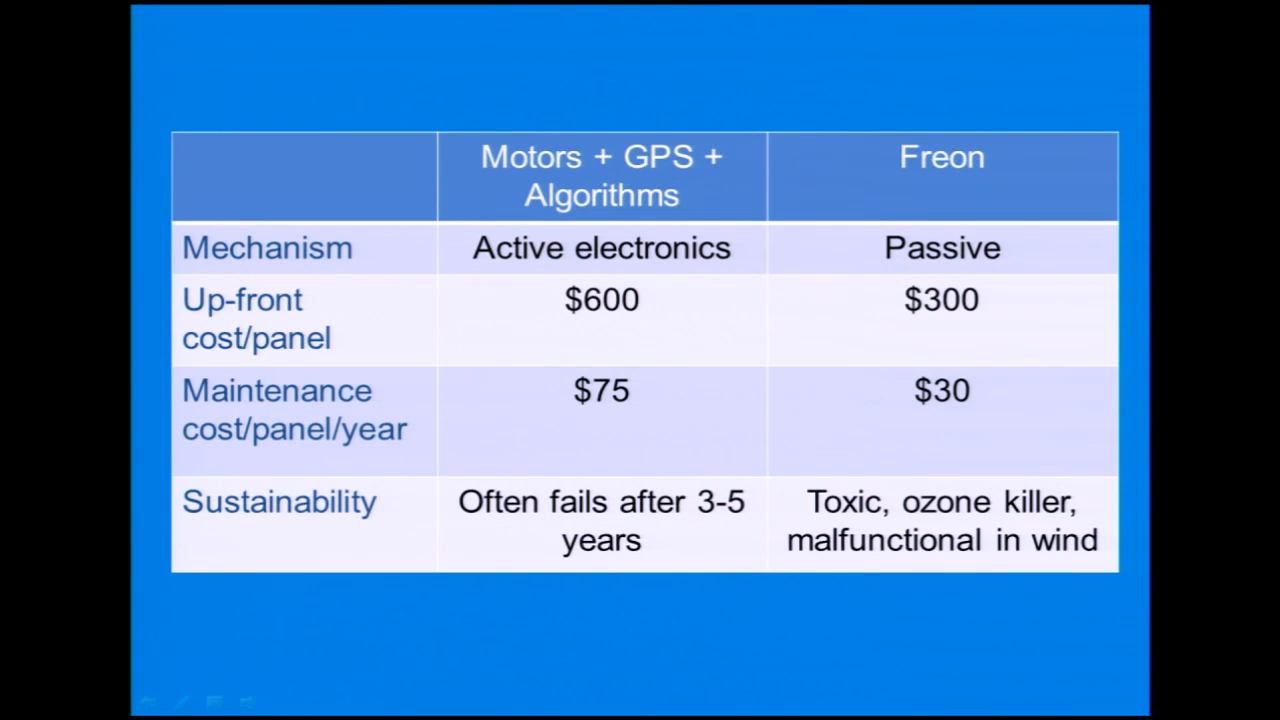 Motors + GPS +
Algorithms
Freon
Mechanism
Active electronics
Passive
Up-front
cost/panel
$600
$300
Maintenance
cost/panel/year
$75
$30
Sustainability
Often fails after 3-5
years
Toxic, ozone killer,
malfunctional in wind